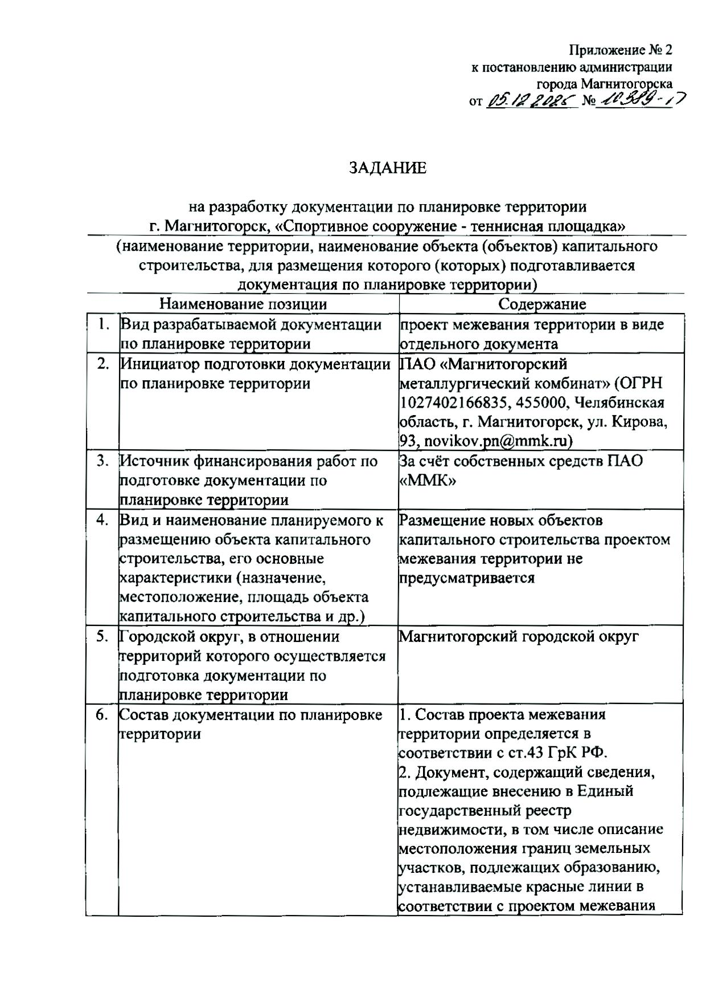 Приложение № 2
к постановлению администрации
города Магнитогорска
от 05.12.2025 № 10389-П
ЗАДАНИЕ
на разработку документации по планировке территории
г. Магнитогорск, «Спортивное сооружение - теннисная площадка»
(наименование территории, наименование объекта (объектов) капитального
строительства, для размещения которого (которых) подготавливается
документация по планировке территории)
Наименование позиции
Содержание
1.
Вид разрабатываемой документации
по планировке территории
проект межевания территории в виде
отдельного документа
2.
Инициатор подготовки документации
по планировке территории
ПАО «Магнитогорский
металлургический комбинат» (ОГРН
1027402166835, 455000, Челябинская
область, г. Магнитогорск, ул. Кирова,
93, novikov.pn@mmk.ru)
3.
Источник финансирования работ по
подготовке документации по
планировке территории
За счёт собственных средств ПАО
«ММК»
4.
Вид и наименование планируемого к
размещению объекта капитального
строительства, его основные
характеристики (назначение,
местоположение, площадь объекта
капитального строительства и др.)
Размещение новых объектов
капитального строительства проектом
межевания территории не
предусматривается
5.
Городской округ, в отношении
территорий которого осуществляется
подготовка документации по
планировке территории
Магнитогорский городской округ
6.
Состав документации по планировке
территории
1. Состав проекта межевания
территории определяется в
соответствии с ст.43 ГрК РФ.
2. Документ, содержащий сведения,
подлежащие внесению в Единый
государственный реестр
недвижимости, в том числе описание
местоположения границ земельных
участков, подлежащих образованию,
устанавливаемые красные линии в
соответствии с проектом межевания